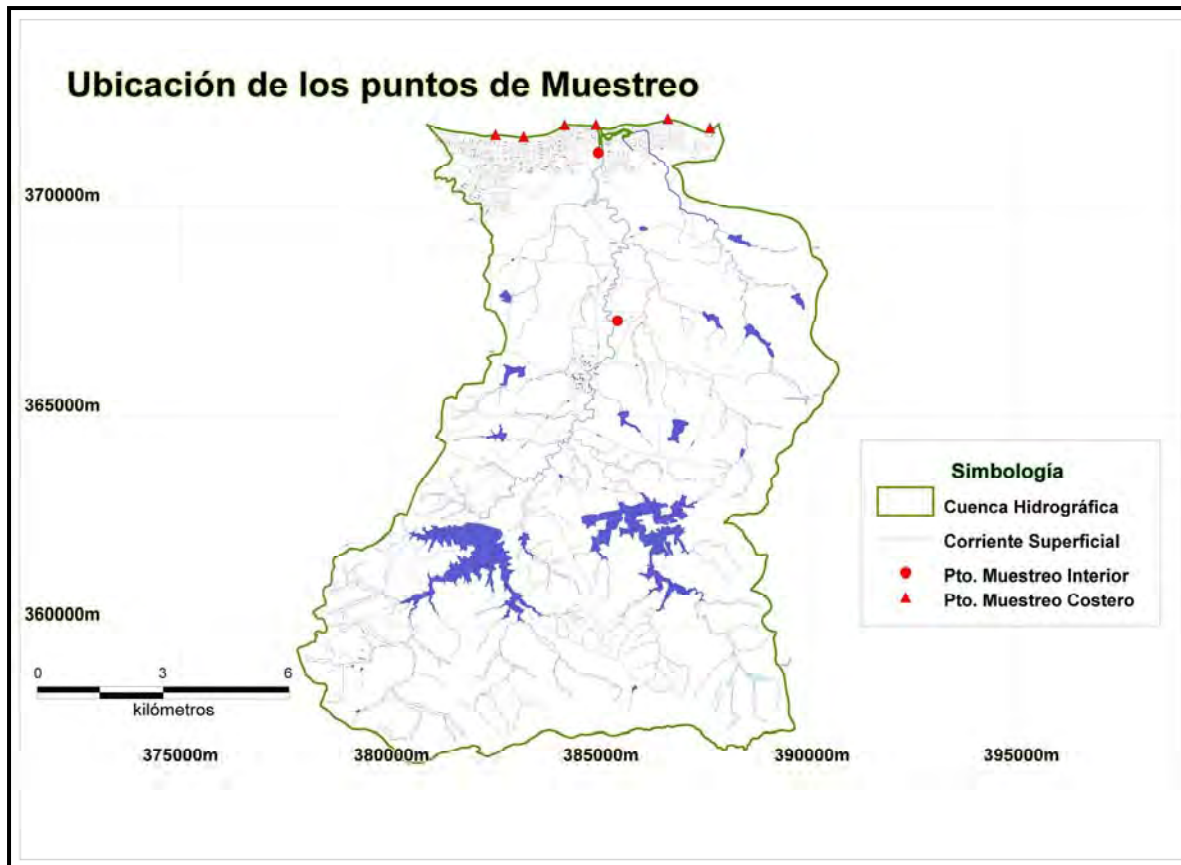 Ubicación de los puntos de Muestreo
370000m
365000m
360000m
0 3 6
kilómetros
375000m 380000m 385000m 390000m 395000m
Simbología
Cuenca Hidrográfica
Corriente Superficial
Pto. Muestreo Interior
Pto. Muestreo Costero